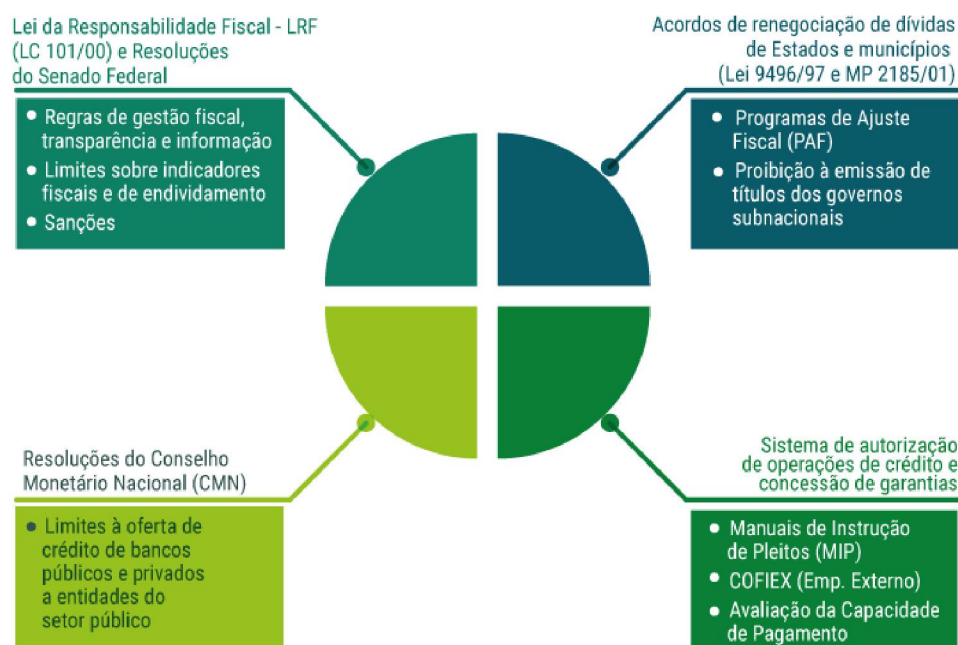 Lei da Responsabilidade Fiscal - LRF
(LC 101/00) e Resoluções
do Senado Federal
• Regras de gestão fiscal,
transparência e informação
• Limites sobre indicadores
fiscais e de endividamento
• Sanções
Acordos de renegociação de dívidas
de Estados e municípios
(Lei 9496/97 e MP 2185/01)
• Programas de Ajuste
Fiscal (PAF)
• Proibição à emissão de
títulos dos governos
subnacionais
Resoluções do Conselho
Monetário Nacional (CMN)
• Limites à oferta de
crédito de bancos
públicos e privados
a entidades do
setor público
Sistema de autorização
de operações de crédito e
concessão de garantias
• Manuais de Instrução
de Pleitos (MIP)
• COFIEX (Emp. Externo)
• Avaliação da Capacidade
de Pagamento